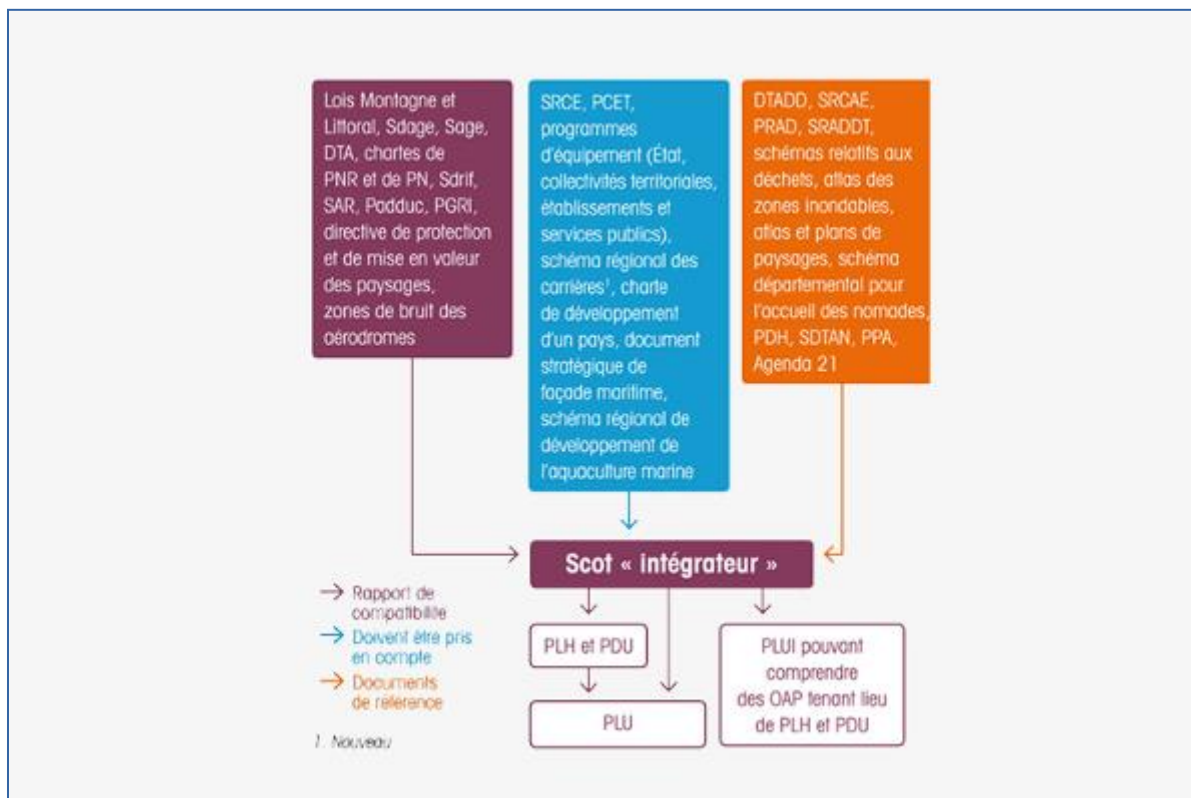 Lois Montagne et
Littoral, Sdage, Sage,
DTA, chartes de
PNR et de PN, Sdrif,
SAR, Padduc, PGRI,
directive de protection
et de mise en valeur
des paysages,
zones de bruit des
aérodromes
SRCE, PCET,
programmes
d'équipement (État,
collectivités territoriales,
établissements et
services publics),
schéma régional des
carrières¹, charte
de développement
d'un pays, document
stratégique de
façade maritime,
schéma régional de
développement de
l'aquaculture marine
DTADD, SRCAE,
PRAD, SRADDT,
schémas relatifs aux
déchets, atlas des
zones inondables,
atlas et plans de
paysages, schéma
départemental pour
l'accueil des nomades,
PDH, SDTAN, PPA,
Agenda 21
Scot « intégrateur »
Rapport de
compatibilité
Doivent être pris
en compte
Documents
de référence
1. Nouveau
PLH et PDU
PLU
PLUI pouvant
comprendre
des OAP tenant lieu
de PLH et PDU